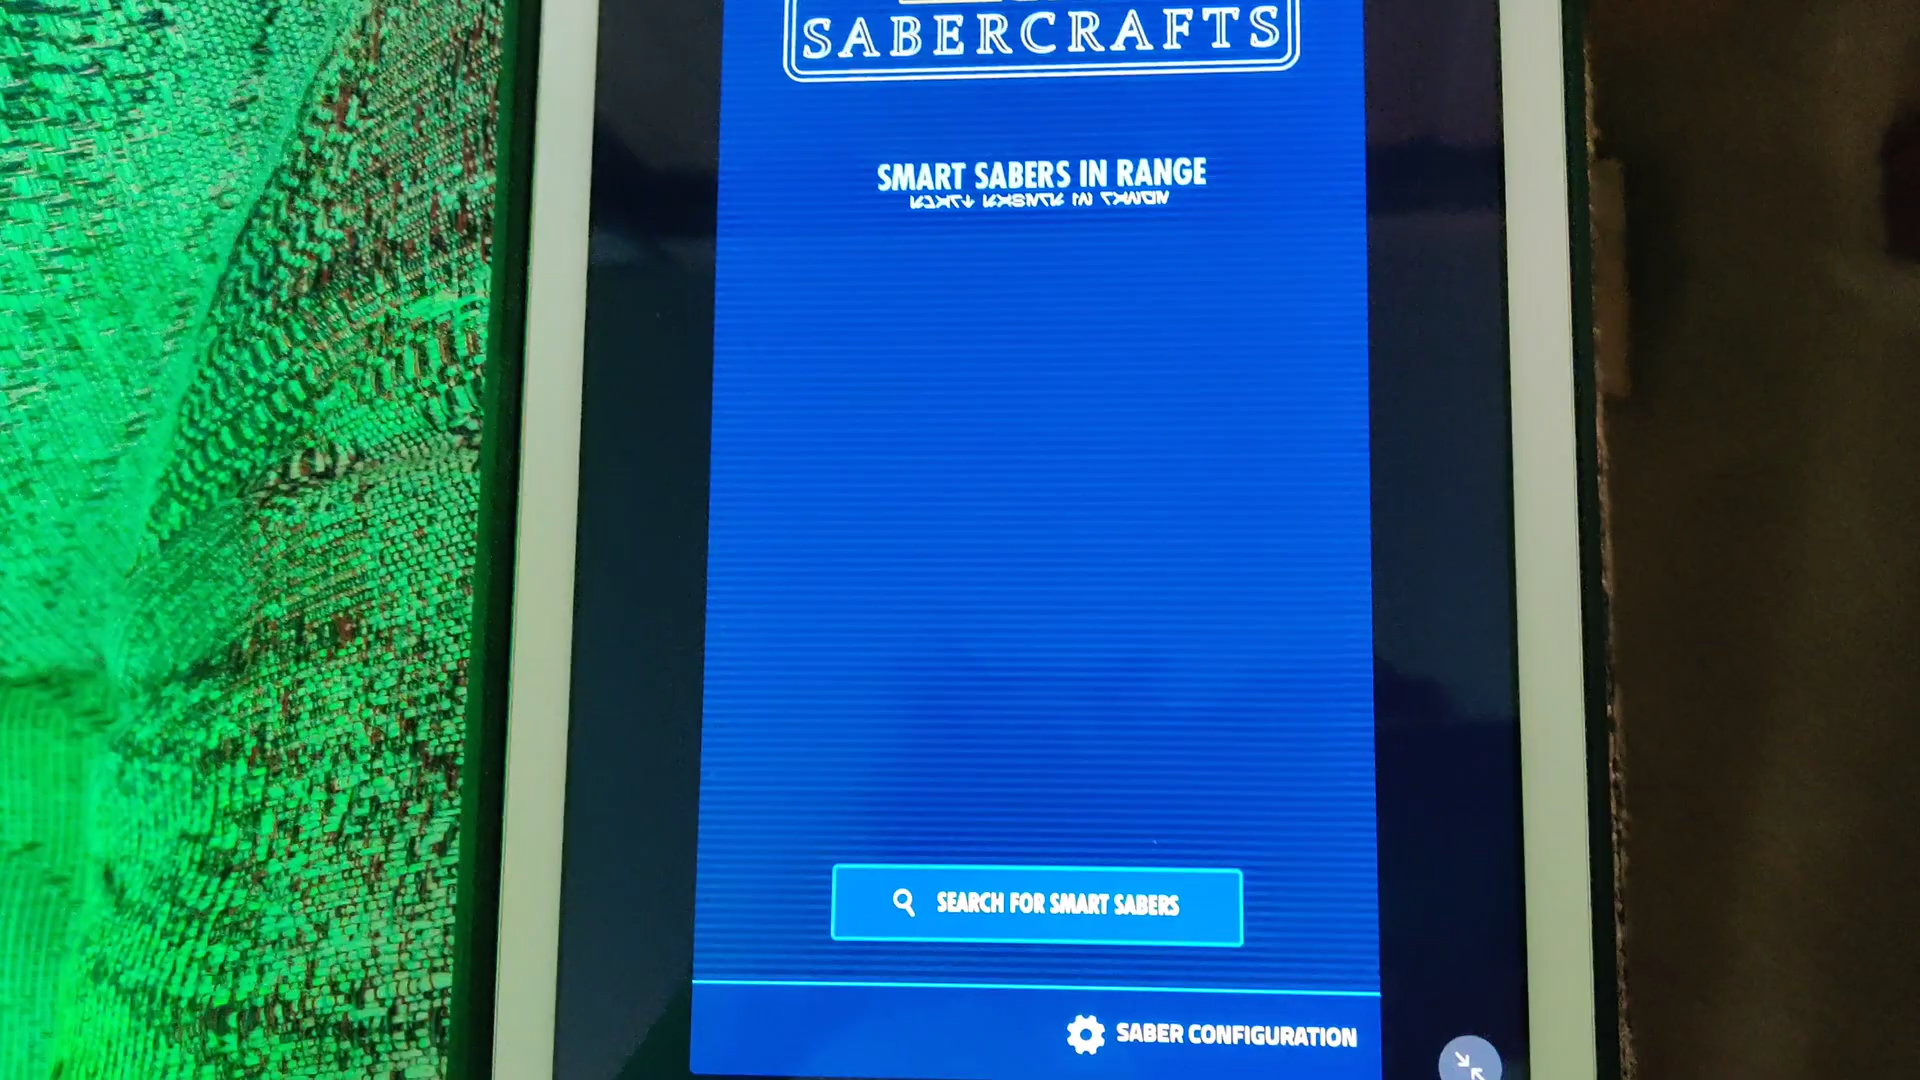 SABERCRAFTS
SMART SABERS IN RANGE
SEARCH FOR SMART SABERS
SABER CONFIGURATION